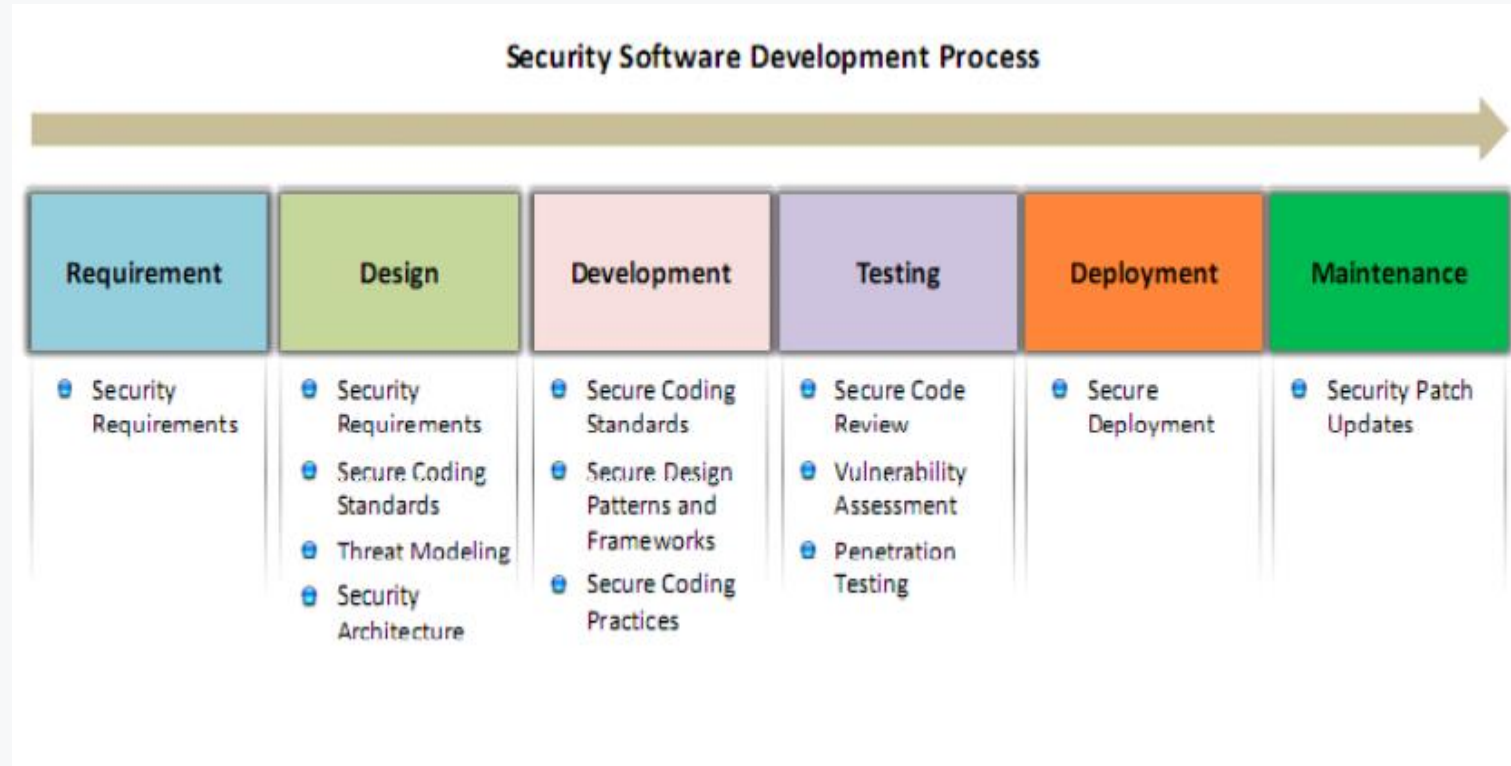 Security Software Development Process
Requirement
Design
Development
Testing
Deployment
Maintenance
Security
Requirements
Security
Requirements
Secure Coding
Standards
Threat Modeling
Security
Architecture
Secure Coding
Standards
Secure Design
Patterns and
Frameworks
Secure Coding
Practices
Secure Code
Review
Vulnerability
Assessment
Penetration
Testing
Secure
Deployment
Security Patch
Updates